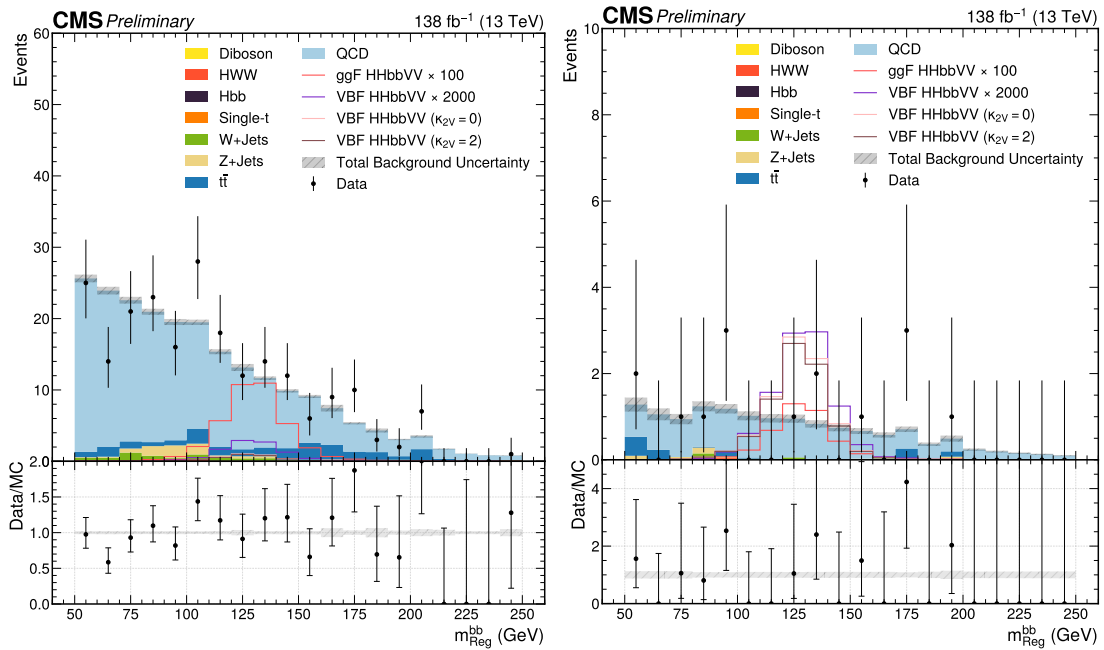 CMS Preliminary 138 fb⁻¹ (13 TeV)
Events
60
50
40
30
20
10
0
Diboson
HWW
Hbb
Single-t
W+Jets
Z+Jets
tt̅
QCD
ggF HHbbVV × 100
VBF HHbbVV × 2000
VBF HHbbVV (κ₂V = 0)
VBF HHbbVV (κ₂V = 2)
Total Background Uncertainty
Data
Data/MC
2.0
1.5
1.0
0.5
0.0
50 75 100 125 150 175 200 225 250
m^bb_Reg (GeV)
CMS Preliminary 138 fb⁻¹ (13 TeV)
Events
10
8
6
4
2
0
Diboson
HWW
Hbb
Single-t
W+Jets
Z+Jets
tt̅
QCD
ggF HHbbVV × 100
VBF HHbbVV × 2000
VBF HHbbVV (κ₂V = 0)
VBF HHbbVV (κ₂V = 2)
Total Background Uncertainty
Data
Data/MC
4
2
0
50 75 100 125 150 175 200 225 250
m^bb_Reg (GeV)